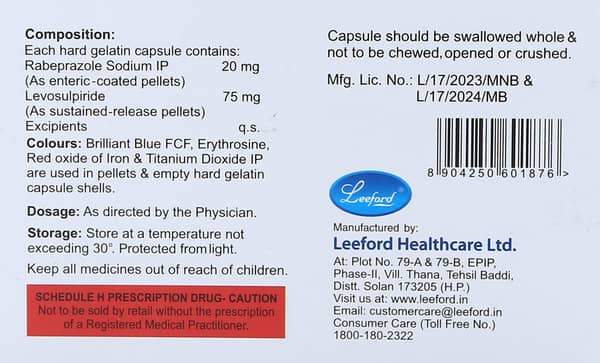 Composition:
Each hard gelatin capsule contains:
Rabeprazole Sodium IP 20 mg
(As enteric-coated pellets)
Levosulpiride 75 mg
(As sustained-release pellets)
Excipients q.s.
Colours: Brilliant Blue FCF, Erythrosine,
Red oxide of Iron & Titanium Dioxide IP
are used in pellets & empty hard gelatin
capsule shells.
Dosage: As directed by the Physician.
Storage: Store at a temperature not
exceeding 30°. Protected from light.
Keep all medicines out of reach of children.
SCHEDULE H PRESCRIPTION DRUG- CAUTION
Not to be sold by retail without the prescription
of a Registered Medical Practitioner.
Capsule should be swallowed whole &
not to be chewed, opened or crushed.
Mfg. Lic. No.: L/17/2023/MNB &
L/17/2024/MB
8 904250 601876 >
Leeford
Manufactured by:
Leeford Healthcare Ltd.
At: Plot No. 79-A & 79-B, EPIP,
Phase-II, Vill. Thana, Tehsil Baddi,
Distt. Solan 173205 (H.P.)
Visit us at: www.leeford.in
Email: customercare@leeford.in
Consumer Care (Toll Free No.)
1800-180-2322